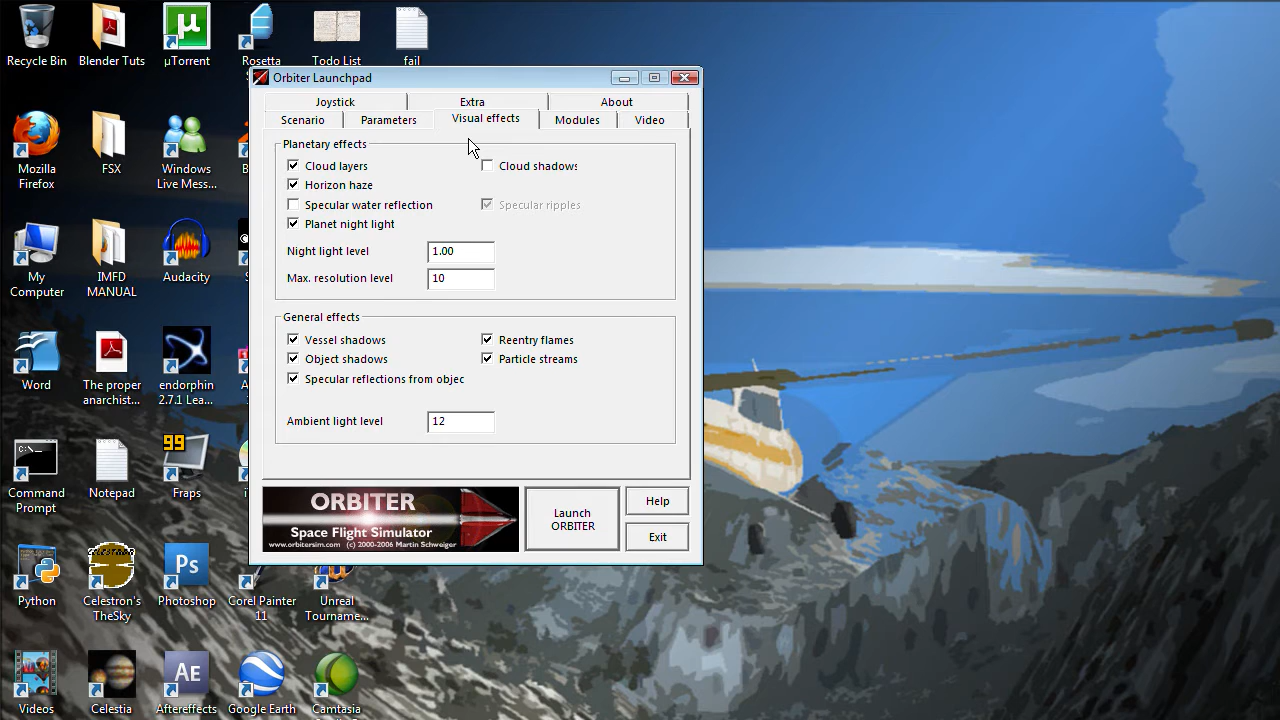 Recycle Bin
Blender Tuts
µTorrent
Rosetta
Todo List
fail
Mozilla
Firefox
FSX
Windows
Live Mess...
My
Computer
IMFD
MANUAL
Audacity
Word
The proper
anarchist...
endorphin
2.7.1 Lea...
Command
Prompt
Notepad
99
Fraps
Python
Celestron's
TheSky
Ps
Photoshop
Corel Painter
11
Unreal
Tourname...
Videos
Celestia
AE
Aftereffects
Google Earth
Camtasia
Orbiter Launchpad
Joystick
Extra
About
Scenario
Parameters
Visual effects
Modules
Video
Planetary effects
Cloud layers
Cloud shadows
Horizon haze
Specular water reflection
Specular ripples
Planet night light
Night light level
1.00
Max. resolution level
10
General effects
Vessel shadows
Reentry flames
Object shadows
Particle streams
Specular reflections from objec
Ambient light level
12
ORBITER
Space Flight Simulator
www.orbitersim.com (c) 2000-2006 Martin Schweiger
Launch
ORBITER
Help
Exit